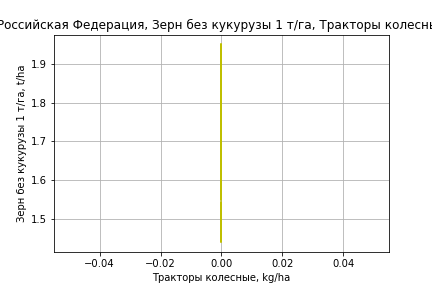 Российская Федерация, Зерн без кукурузы 1 т/га, Тракторы колесны
1.9
1.8
1.7
1.6
1.5
Зерн без кукурузы 1 т/га, t/ha
−0.04 −0.02 0.00 0.02 0.04
Тракторы колесные, kg/ha